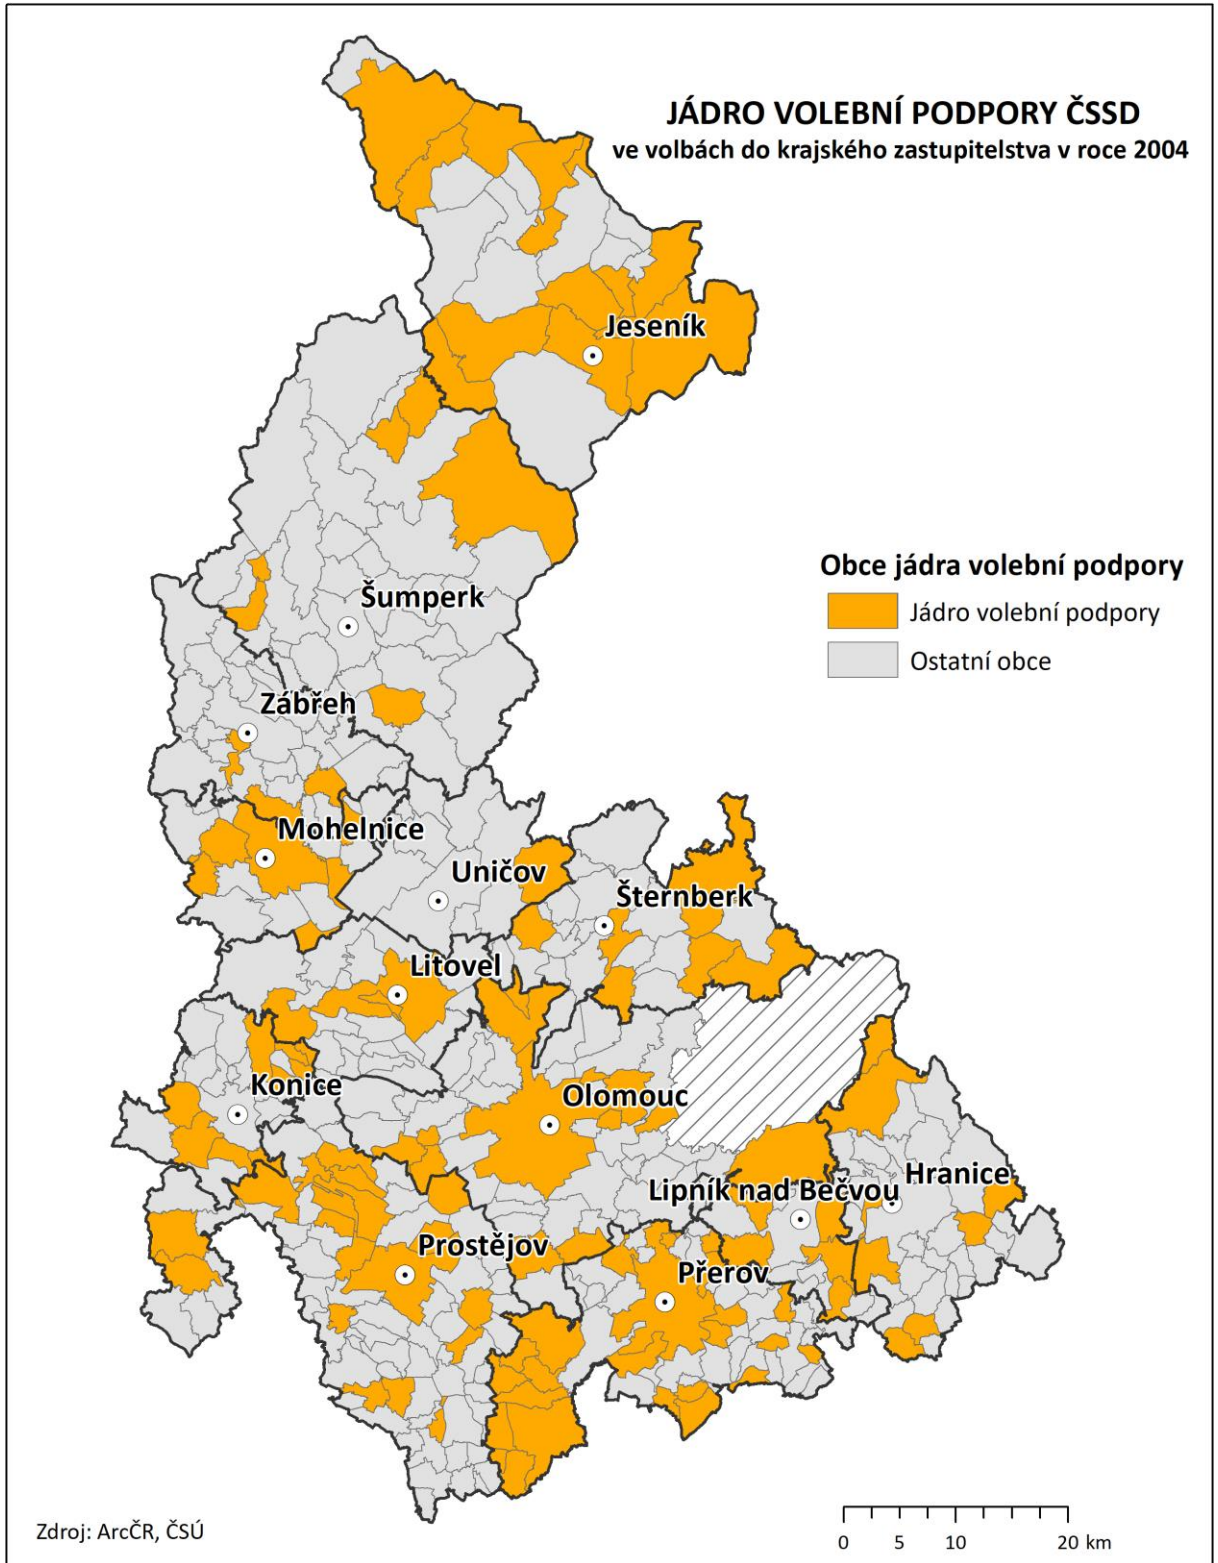 JÁDRO VOLEBNÍ PODPORY ČSSD
ve volbách do krajského zastupitelstva v roce 2004
Jeseník
Obce jádra volební podpory
Jádro volební podpory
Ostatní obce
Šumperk
Zábřeh
Mohelnice
Uničov
Šternberk
Litovel
Konice
Olomouc
Hranice
Lipník nad Bečvou
Prostějov
Přerov
Zdroj: ArcČR, ČSÚ
0 5 10 20 km